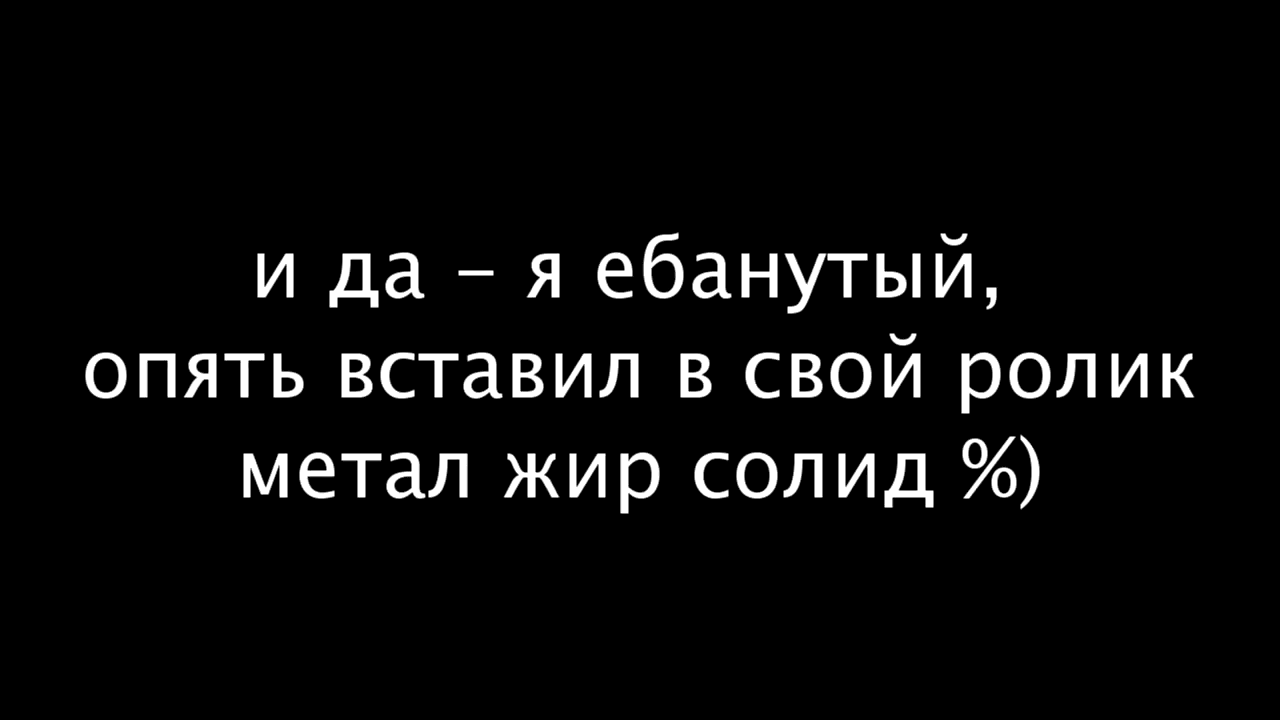 и да – я ебанутый,
опять вставил в свой ролик
метал жир солид %)